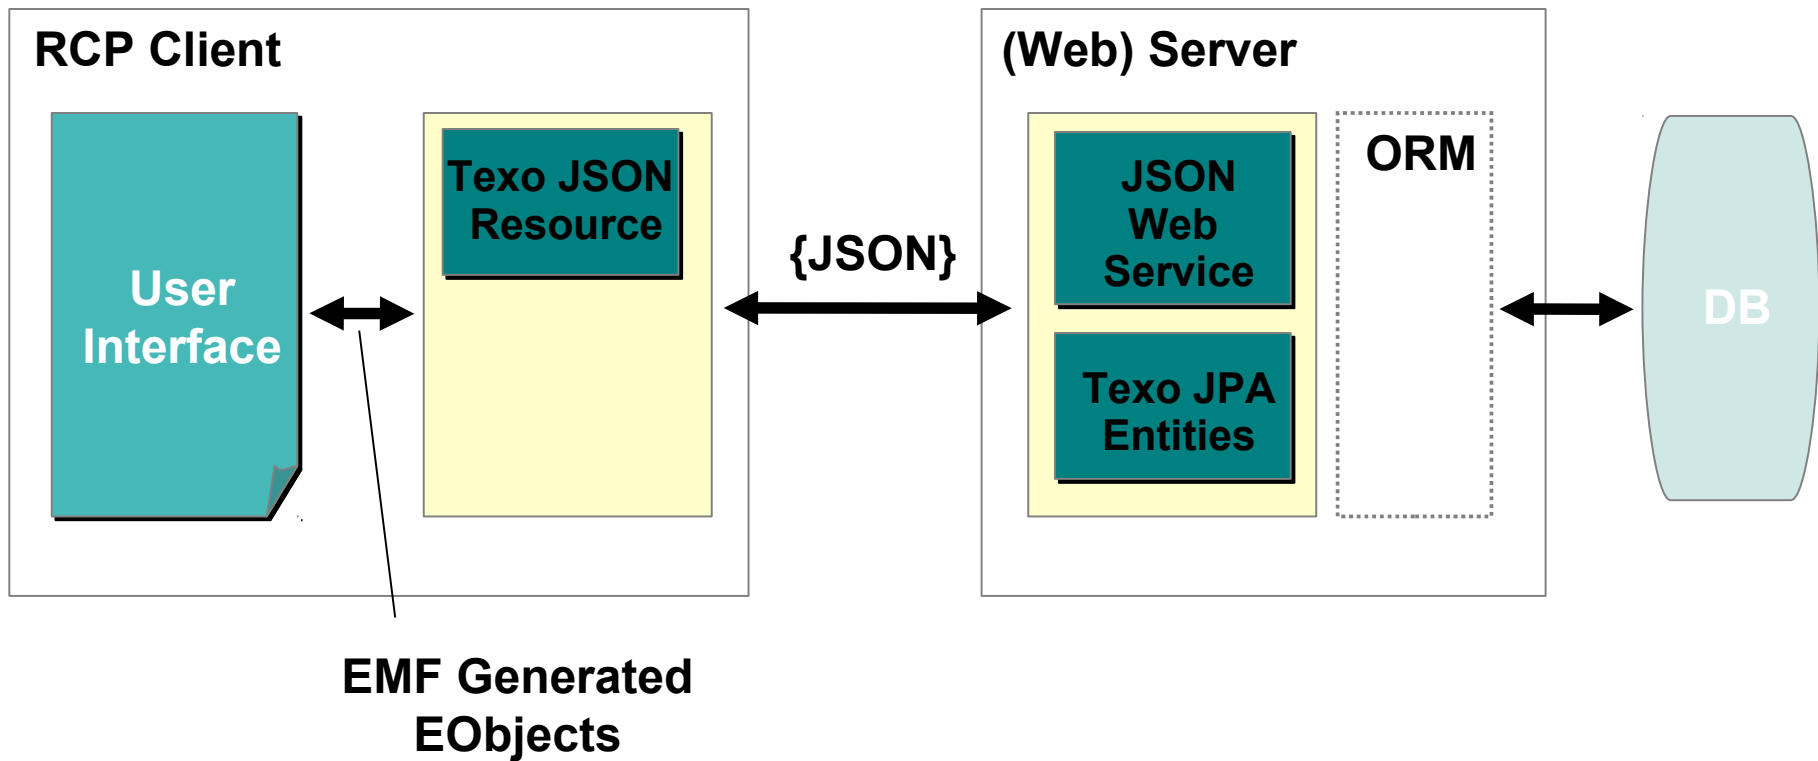 RCP Client
User
Interface
Texo JSON
Resource
{JSON}
(Web) Server
JSON
Web
Service
Texo JPA
Entities
ORM
DB
EMF Generated
EObjects